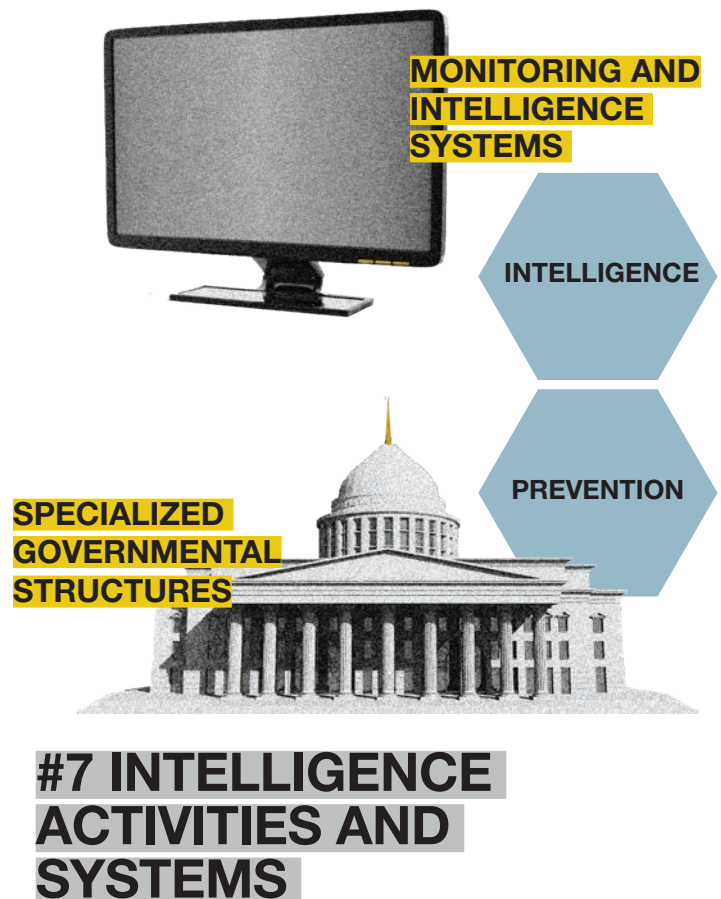 MONITORING AND
INTELLIGENCE
SYSTEMS
INTELLIGENCE
PREVENTION
SPECIALIZED
GOVERNMENTAL
STRUCTURES
#7 INTELLIGENCE
ACTIVITIES AND
SYSTEMS